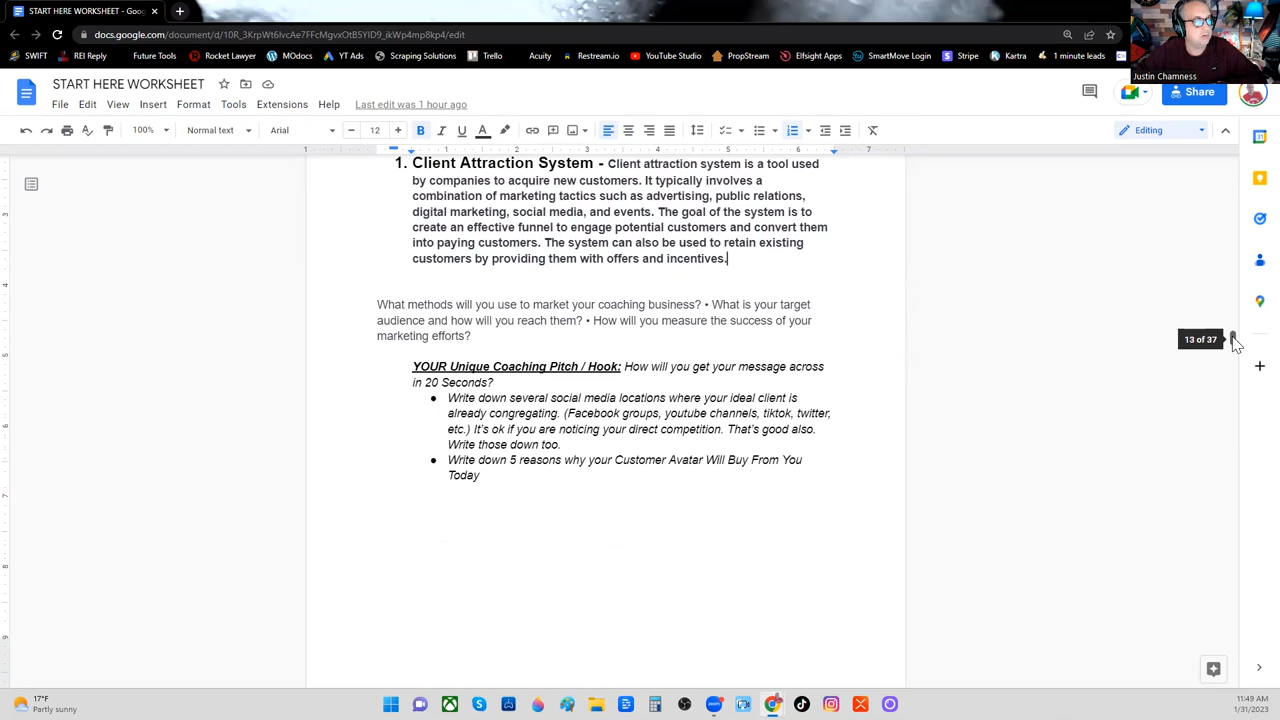 START HERE WORKSHEET - Goog
docs.google.com/document/d/10R_3KrpWt6lvcAe7FFcMgvxOtB5YlD9_ikWp4mp8kp4/edit
SWIFT REI Reply Future Tools Rocket Lawyer MOdocs YT Ads Scraping Solutions Trello Acuity Restream.io YouTube Studio PropStream Elfsight Apps SmartMove Login Stripe Kartra 1 minute leads
Justin Chamness
START HERE WORKSHEET
File Edit View Insert Format Tools Extensions Help Last edit was 1 hour ago
Share
100% Normal text Arial 12 B I U A Editing
1 1 2 3 4 5 6 7
1. Client Attraction System - Client attraction system is a tool used
by companies to acquire new customers. It typically involves a
combination of marketing tactics such as advertising, public relations,
digital marketing, social media, and events. The goal of the system is to
create an effective funnel to engage potential customers and convert them
into paying customers. The system can also be used to retain existing
customers by providing them with offers and incentives.
What methods will you use to market your coaching business? • What is your target
audience and how will you reach them? • How will you measure the success of your
marketing efforts?
13 of 37
YOUR Unique Coaching Pitch / Hook: How will you get your message across
in 20 Seconds?
● Write down several social media locations where your ideal client is
already congregating. (Facebook groups, youtube channels, tiktok, twitter,
etc.) It's ok if you are noticing your direct competition. That's good also.
Write those down too.
● Write down 5 reasons why your Customer Avatar Will Buy From You
Today
17°F
Partly sunny
11:49 AM
1/31/2023